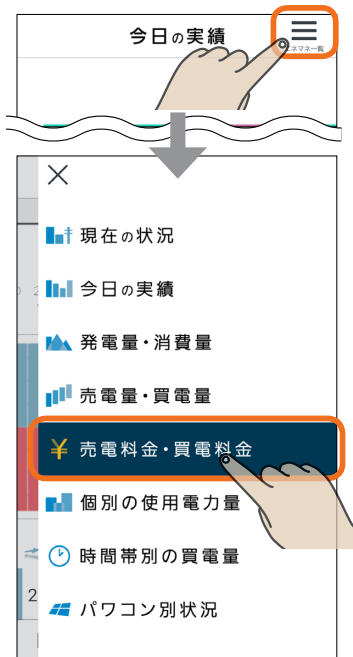 今日の実績
エネマネ一覧
現在の状況
今日の実績
発電量・消費量
売電量・買電量
¥ 売電料金・買電料金
個別の使用電力量
時間帯別の買電量
2
パワコン別状況